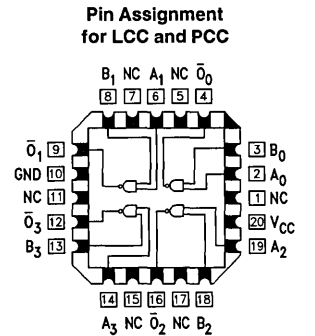 Pin Assignment
for LCC and PCC
B₁ NC A₁ NC Ō₀
8 7 6 5 4
Ō₁ 9
GND 10
NC 11
Ō₃ 12
B₃ 13
3 B₀
2 A₀
1 NC
20 V_CC
19 A₂
14 15 16 17 18
A₃ NC Ō₂ NC B₂